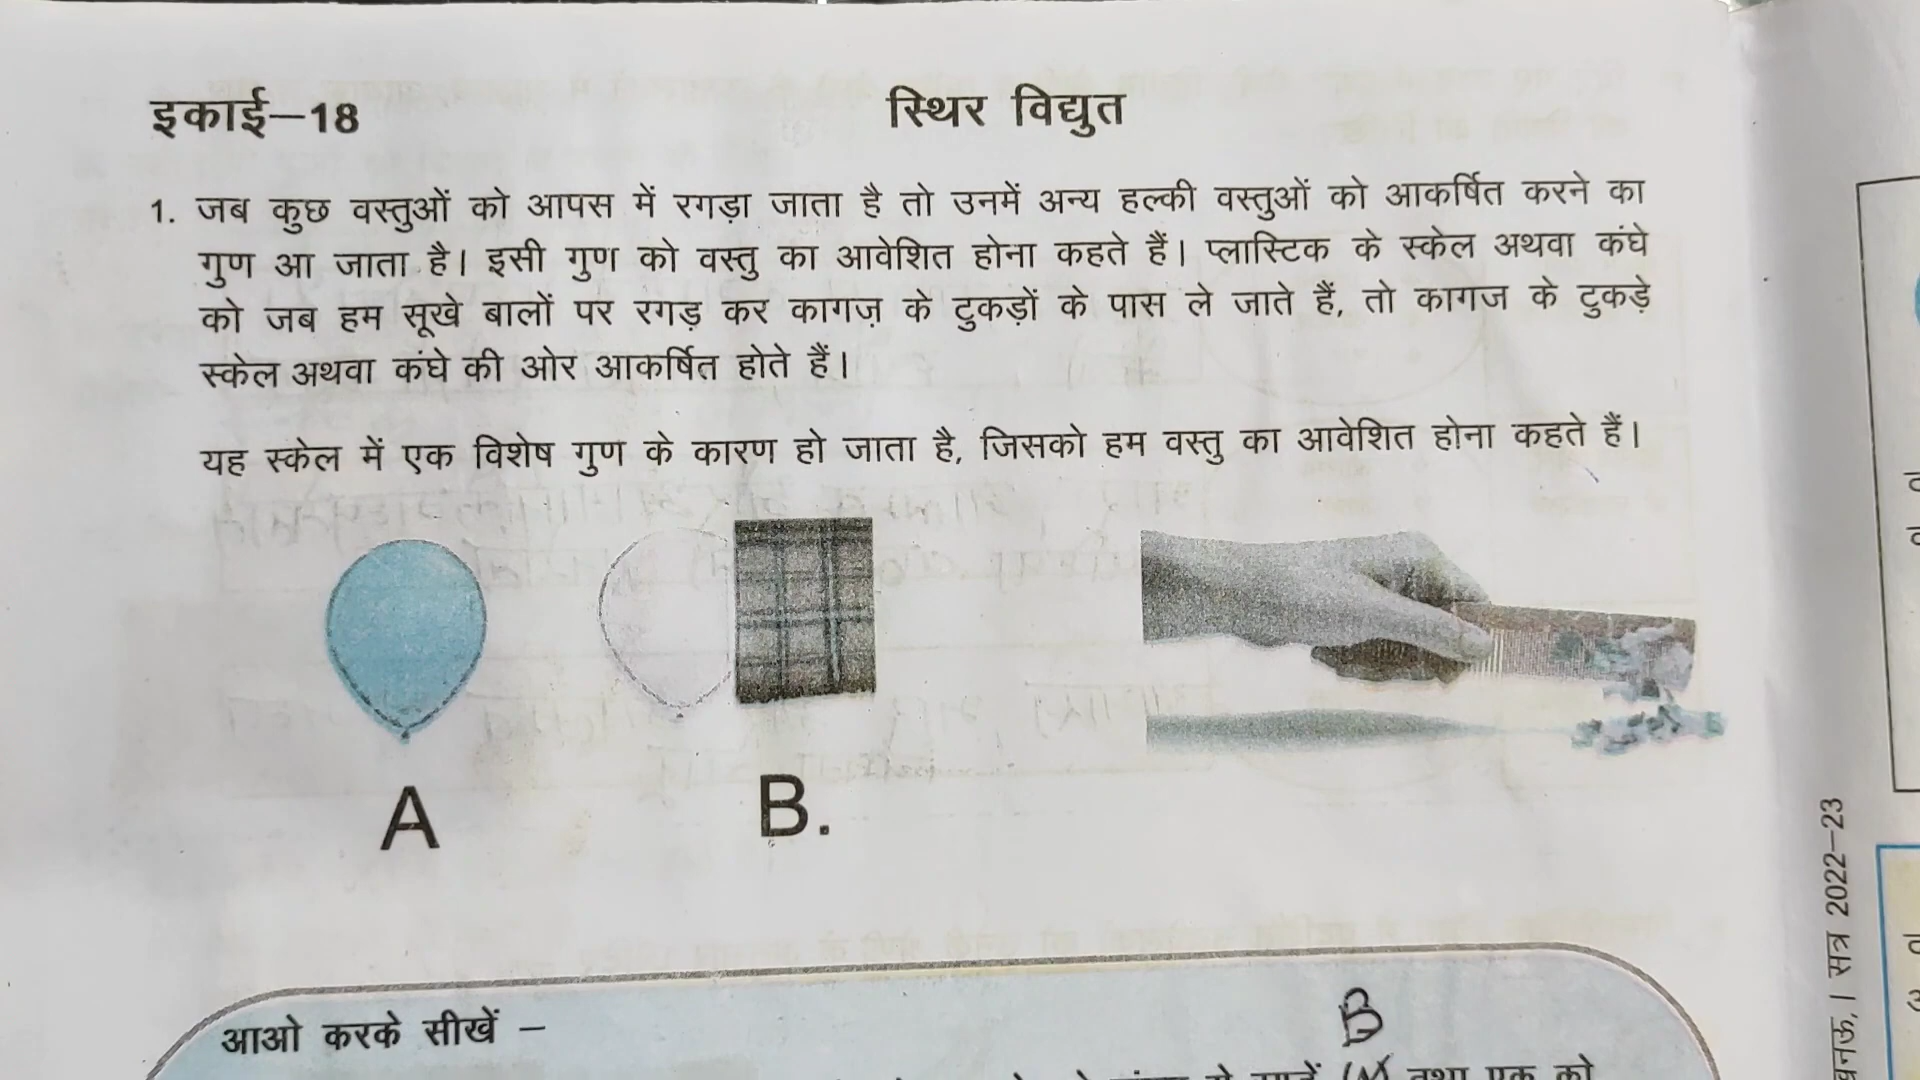 इकाई–18
स्थिर विद्युत
1. जब कुछ वस्तुओं को आपस में रगड़ा जाता है तो उनमें अन्य हल्की वस्तुओं को आकर्षित करने का
गुण आ जाता है। इसी गुण को वस्तु का आवेशित होना कहते हैं। प्लास्टिक के स्केल अथवा कंघे
को जब हम सूखे बालों पर रगड़ कर कागज़ के टुकड़ों के पास ले जाते हैं, तो कागज के टुकड़े
स्केल अथवा कंघे की ओर आकर्षित होते हैं।
यह स्केल में एक विशेष गुण के कारण हो जाता है, जिसको हम वस्तु का आवेशित होना कहते हैं।
A
B.
आओ करके सीखें –
B
तथा एक को
सत्र 2022–23